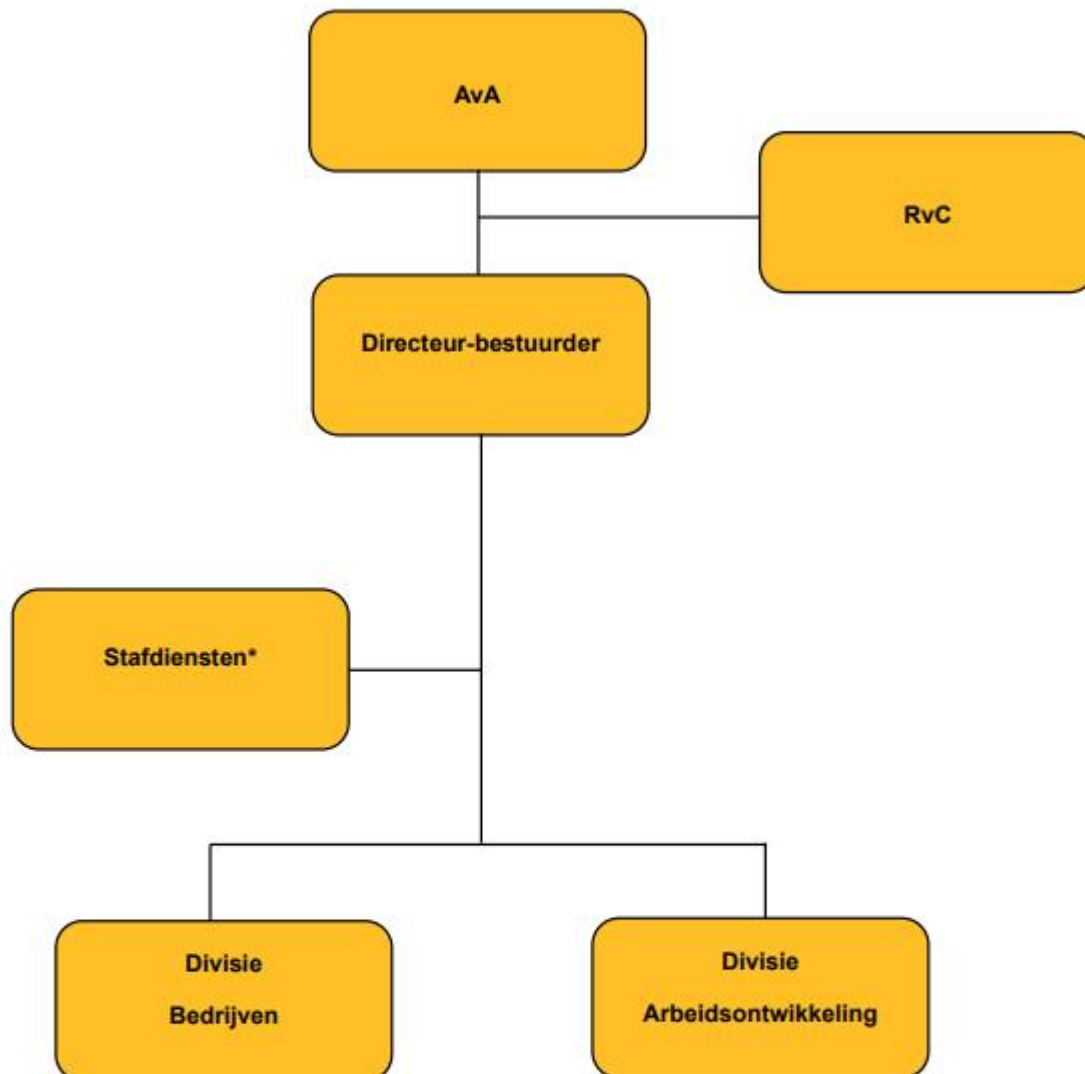 AvA
RvC
Directeur-bestuurder
Stafdiensten*
Divisie
Bedrijven
Divisie
Arbeidsontwikkeling